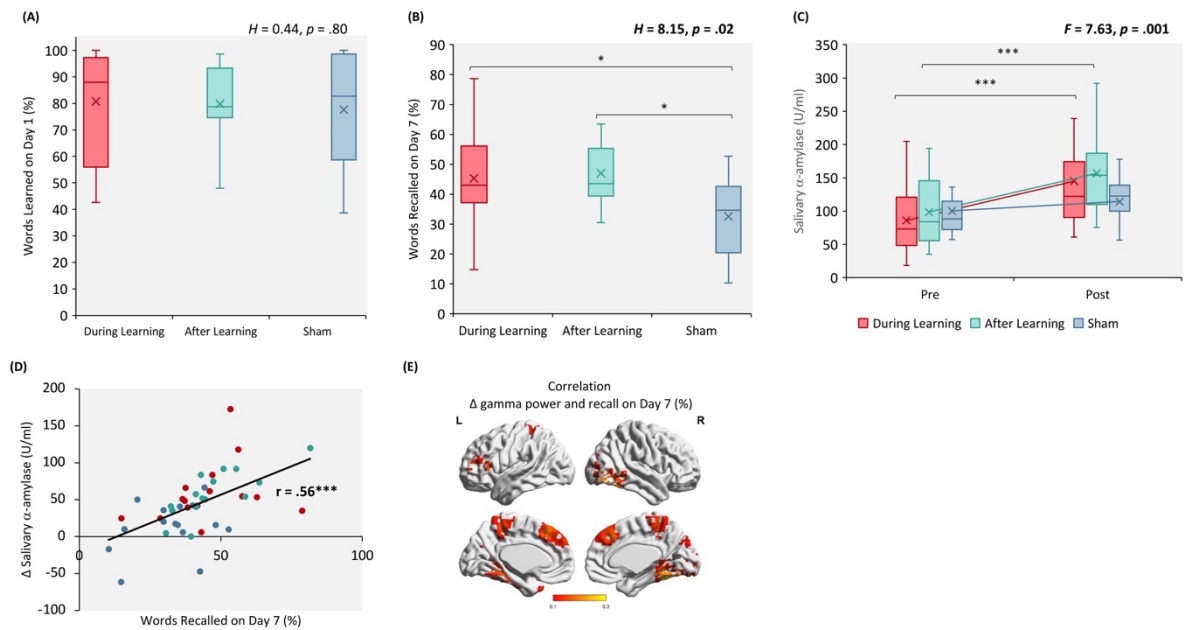 (A)
H = 0.44, p = .80
Words Learned on Day 1 (%)
100
90
80
70
60
50
40
30
20
10
0
During Learning After Learning Sham
(B)
H = 8.15, p = .02
Words Recalled on Day 7 (%)
90
80
70
60
50
40
30
20
10
0
*
*
During Learning After Learning Sham
(C)
F = 7.63, p = .001
Salivary α-amylase (U/ml)
350
300
250
200
150
100
50
0
***
***
Pre Post
During Learning After Learning Sham
(D)
Δ Salivary α-amylase (U/ml)
200
150
100
50
0
-50
-100
r = .56***
0 50 100
Words Recalled on Day 7 (%)
(E)
Correlation
Δ gamma power and recall on Day 7 (%)
L R
0.1 0.3